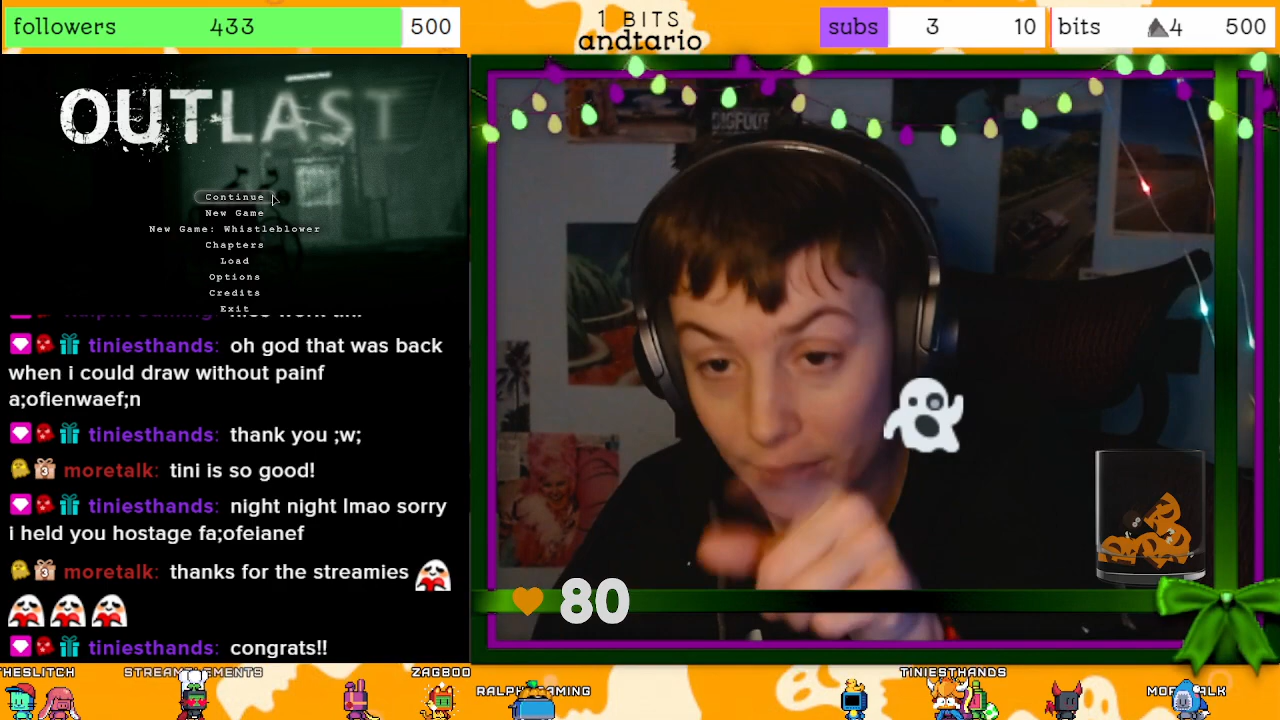 followers 433 500
1 BITS
andtario
subs 3 10
bits 4 500
OUTLAST
Continue
New Game
New Game: Whistleblower
Chapters
Load
Options
Credits
Exit
BIGFOOT
tiniesthands: oh god that was back
when i could draw without painf
a;ofienwaef;n
tiniesthands: thank you ;w;
moretalk: tini is so good!
tiniesthands: night night lmao sorry
i held you hostage fa;ofeianef
moretalk: thanks for the streamies
tiniesthands: congrats!!
80
THESLITCH
STREAMELEMENTS
ZAGBOO
TINIESTHANDS